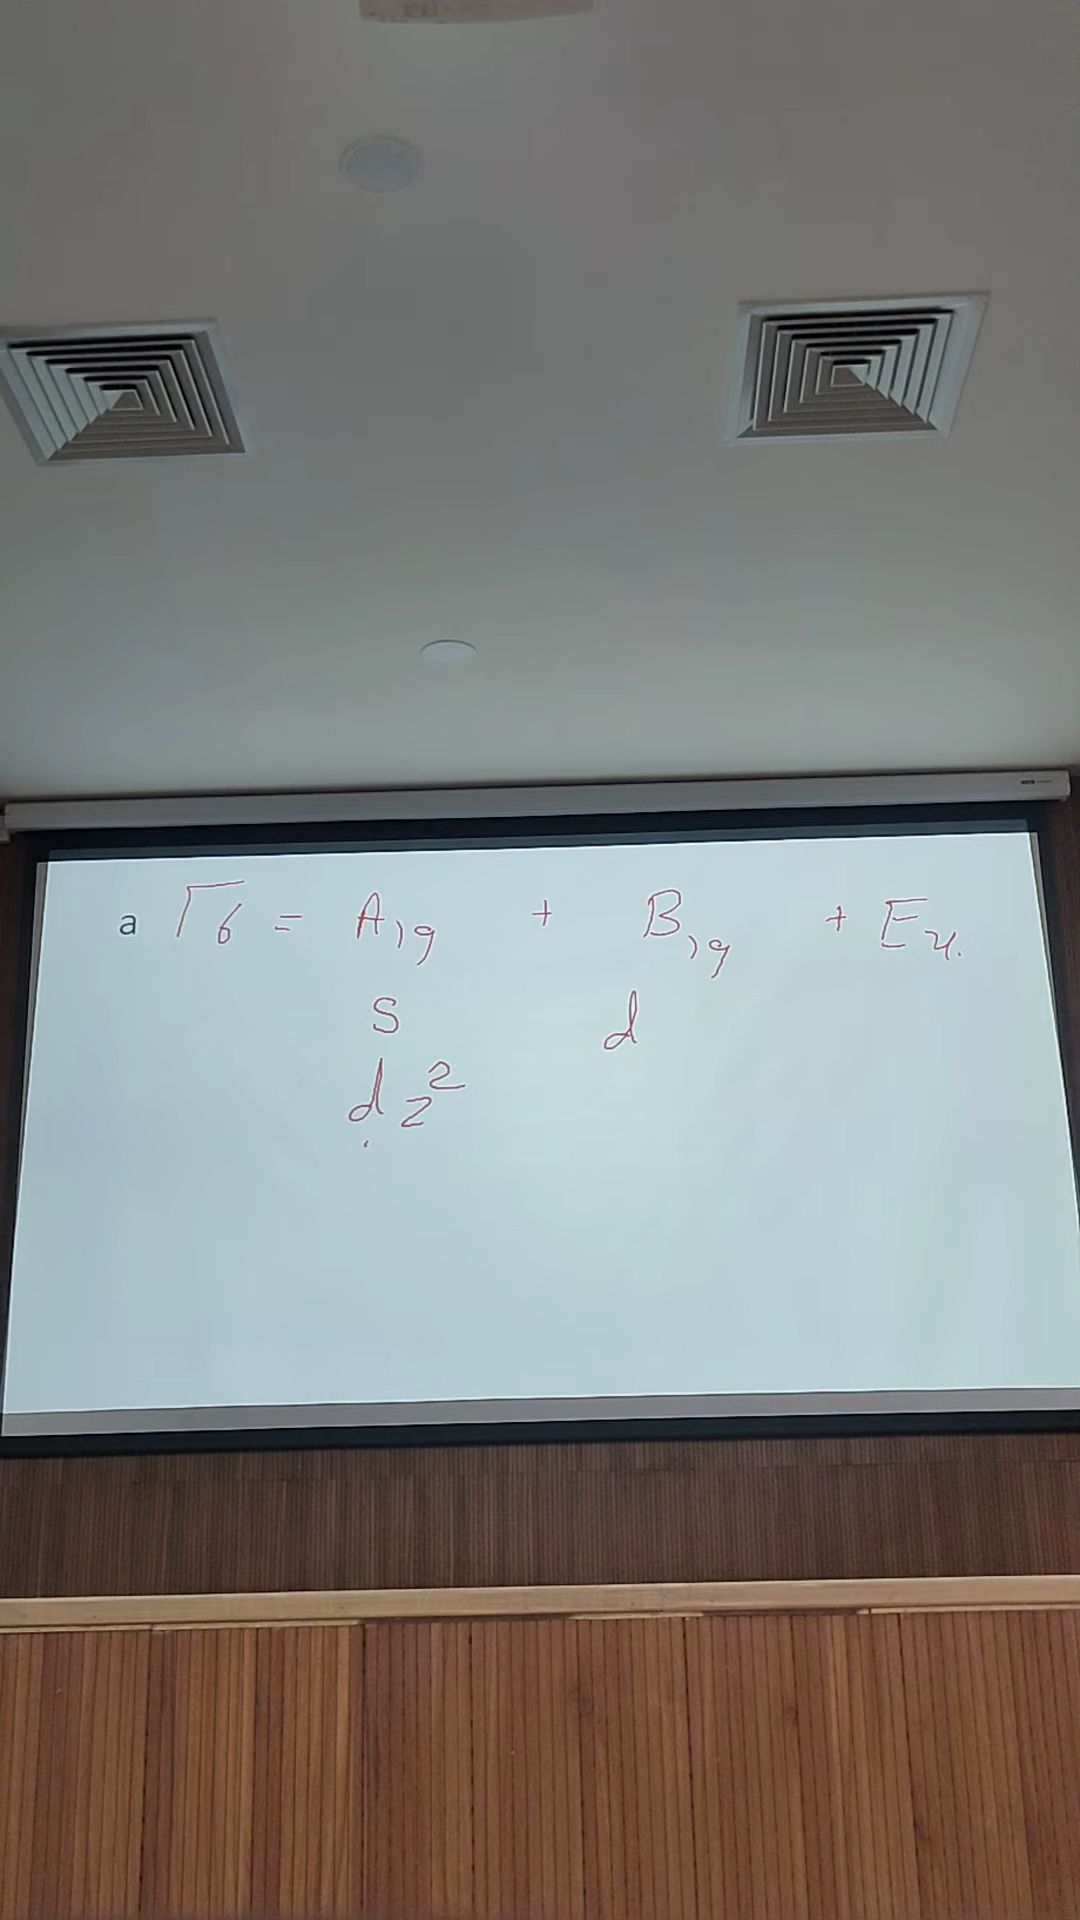 a Γ6 = A1g + B1g + Eu.
S d
dz²